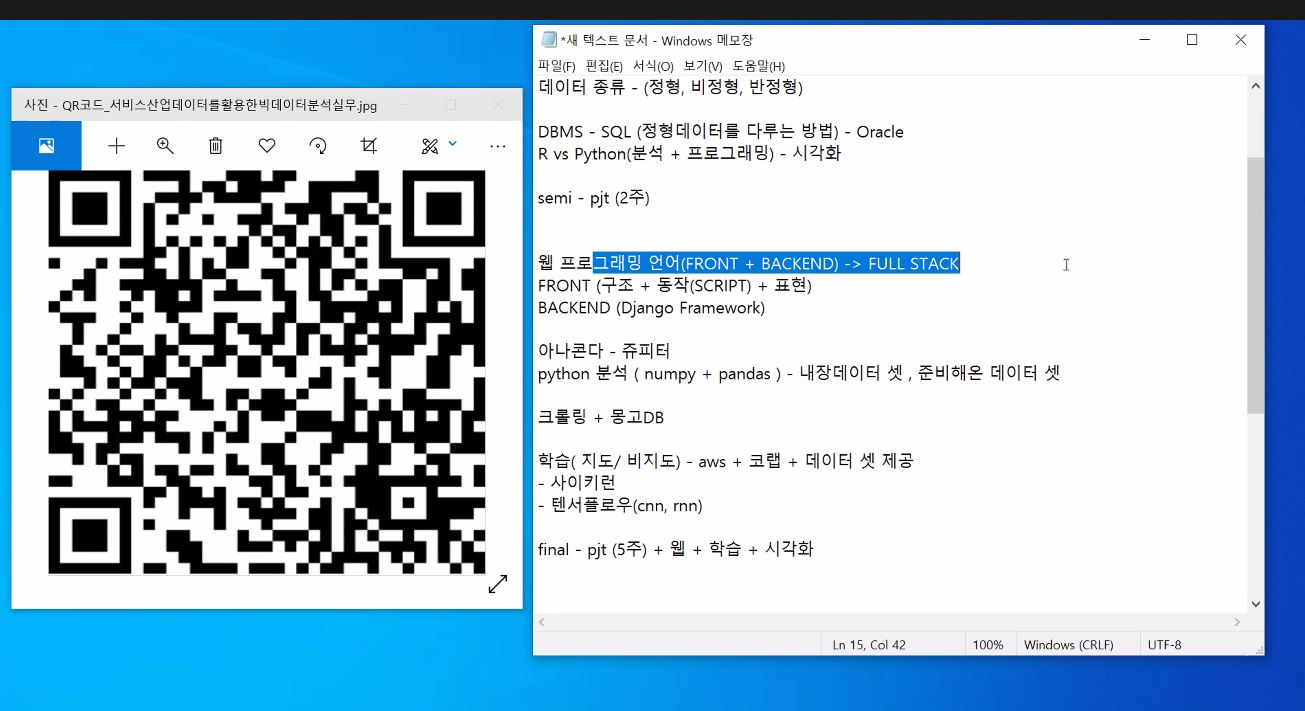 사진 - QR코드_서비스산업데이터를활용한빅데이터분석실무.jpg
*새 텍스트 문서 - Windows 메모장
파일(F) 편집(E) 서식(O) 보기(V) 도움말(H)
데이터 종류 - (정형, 비정형, 반정형)
DBMS - SQL (정형데이터를 다루는 방법) - Oracle
R vs Python(분석 + 프로그래밍) - 시각화
semi - pjt (2주)
웹 프로그래밍 언어(FRONT + BACKEND) -> FULL STACK
FRONT (구조 + 동작(SCRIPT) + 표현)
BACKEND (Django Framework)
아나콘다 - 쥬피터
python 분석 ( numpy + pandas ) - 내장데이터 셋 , 준비해온 데이터 셋
크롤링 + 몽고DB
학습( 지도/ 비지도) - aws + 코랩 + 데이터 셋 제공
- 사이키런
- 텐서플로우(cnn, rnn)
final - pjt (5주) + 웹 + 학습 + 시각화
Ln 15, Col 42 100% Windows (CRLF) UTF-8